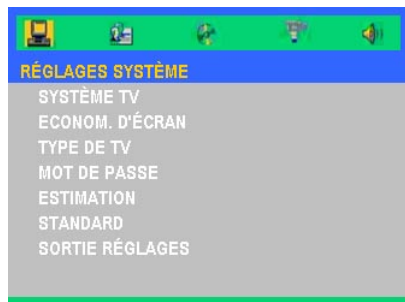 RÉGLAGES SYSTÈME
SYSTÈME TV
ECONOM. D'ÉCRAN
TYPE DE TV
MOT DE PASSE
ESTIMATION
STANDARD
SORTIE RÉGLAGES